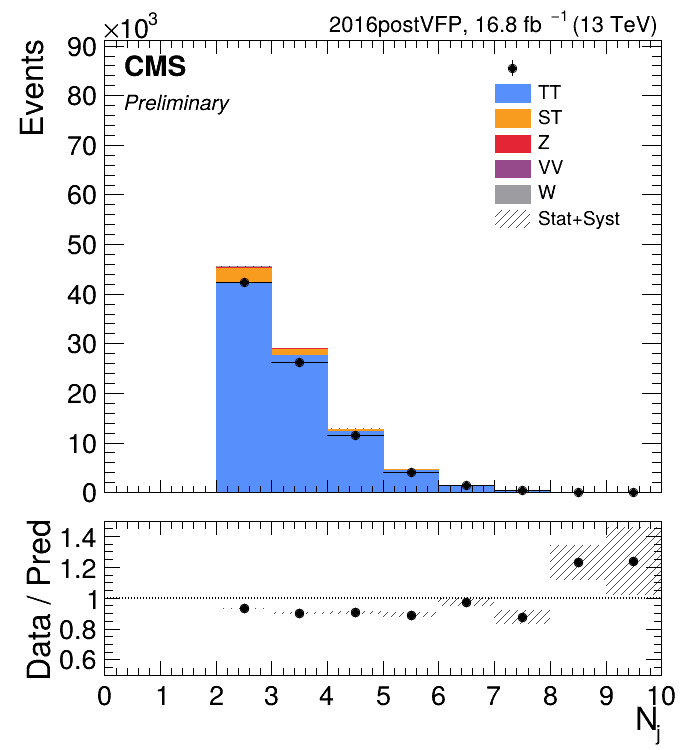 ×10³
2016postVFP, 16.8 fb ⁻¹ (13 TeV)
Events
90
80
70
60
50
40
30
20
10
0
CMS
Preliminary
TT
ST
Z
VV
W
Stat+Syst
Data / Pred
1.4
1.2
1
0.8
0.6
0 1 2 3 4 5 6 7 8 9 10
N_j